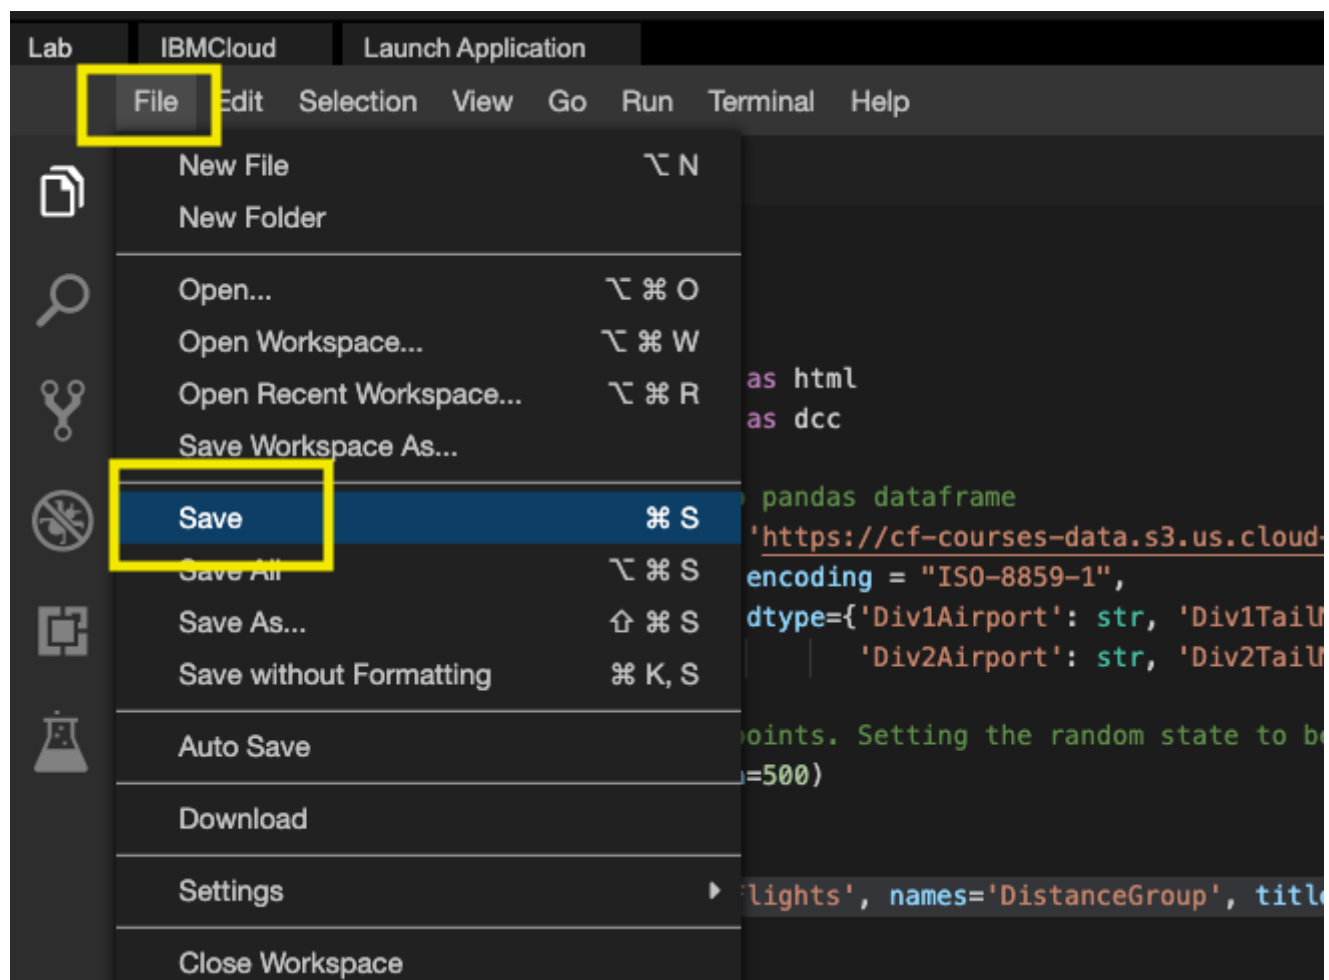 Lab IBMCloud Launch Application
File Edit Selection View Go Run Terminal Help
New File ⌥ N
New Folder
Open... ⌥ ⌘ O
Open Workspace... ⌥ ⌘ W
Open Recent Workspace... ⌥ ⌘ R
as html
Save Workspace As...
as dcc
pandas dataframe
Save ⌘ S
'https://cf-courses-data.s3.us.cloud-
Save All ⌥ ⌘ S
encoding = "ISO-8859-1",
Save As... ⇧ ⌘ S
dtype={'Div1Airport': str, 'Div1Tail
'Div2Airport': str, 'Div2Tail
Save without Formatting ⌘ K, S
Auto Save
oints. Setting the random state to be
=500)
Download
Settings
lights', names='DistanceGroup', title
Close Workspace